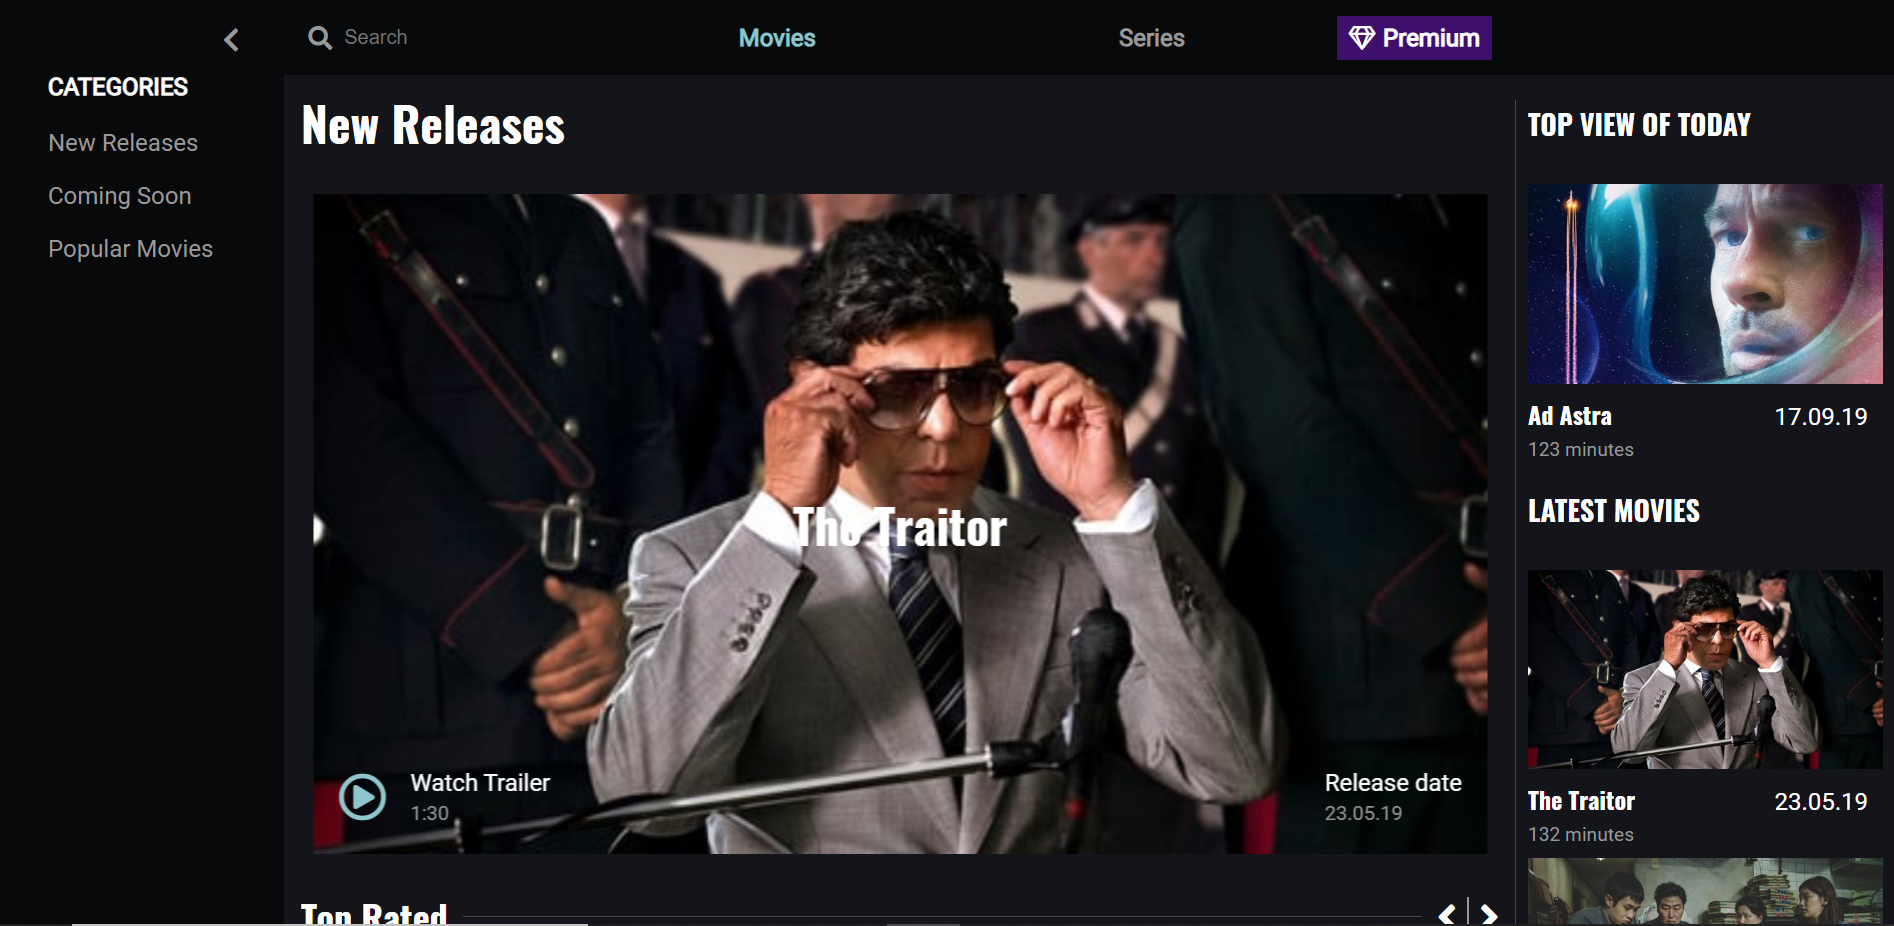 Search
Movies
Series
Premium
CATEGORIES
New Releases
Coming Soon
Popular Movies
New Releases
The Traitor
Watch Trailer
1:30
Release date
23.05.19
Top Rated
TOP VIEW OF TODAY
Ad Astra
17.09.19
123 minutes
LATEST MOVIES
The Traitor
23.05.19
132 minutes